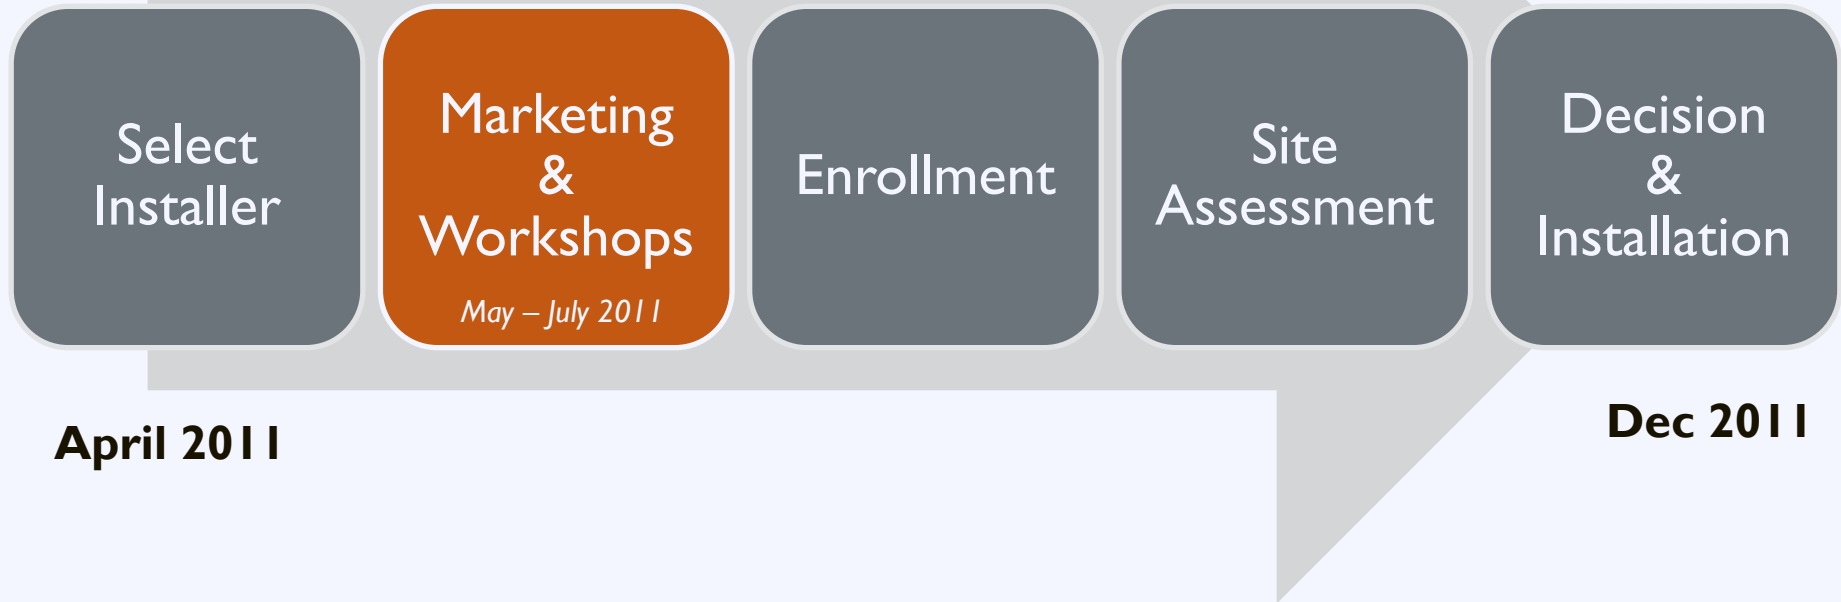 Select
Installer
Marketing
&
Workshops
May – July 2011
Enrollment
Site
Assessment
Decision
&
Installation
April 2011
Dec 2011